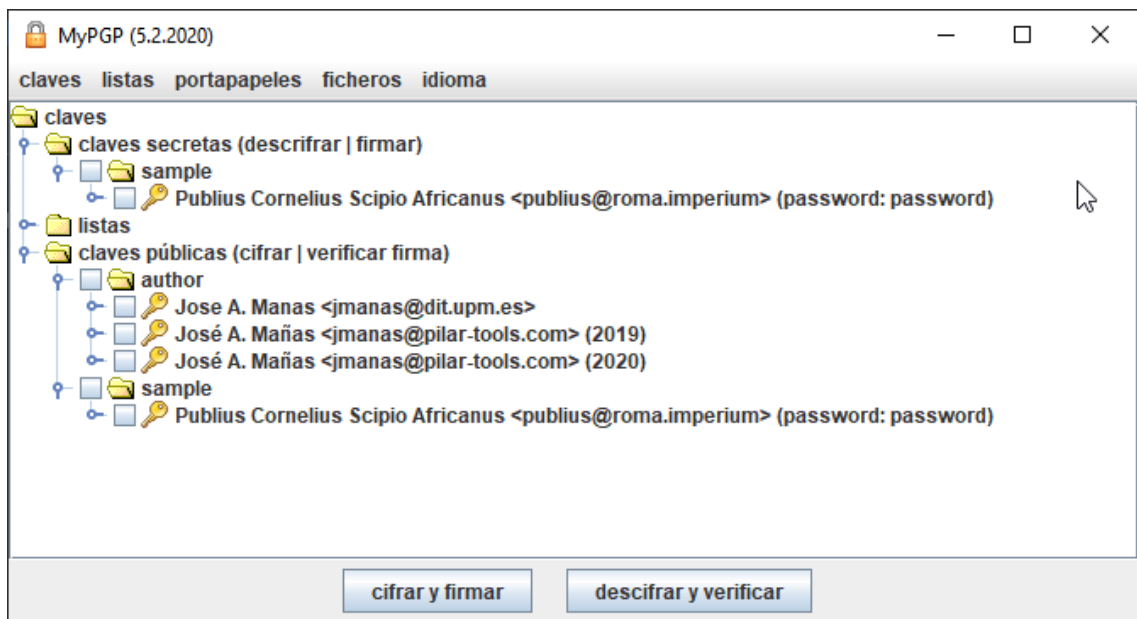 MyPGP (5.2.2020)
claves listas portapapeles ficheros idioma
claves
claves secretas (descrifrar | firmar)
sample
Publius Cornelius Scipio Africanus <publius@roma.imperium> (password: password)
listas
claves públicas (cifrar | verificar firma)
author
Jose A. Manas <jmanas@dit.upm.es>
José A. Mañas <jmanas@pilar-tools.com> (2019)
José A. Mañas <jmanas@pilar-tools.com> (2020)
sample
Publius Cornelius Scipio Africanus <publius@roma.imperium> (password: password)
cifrar y firmar descifrar y verificar